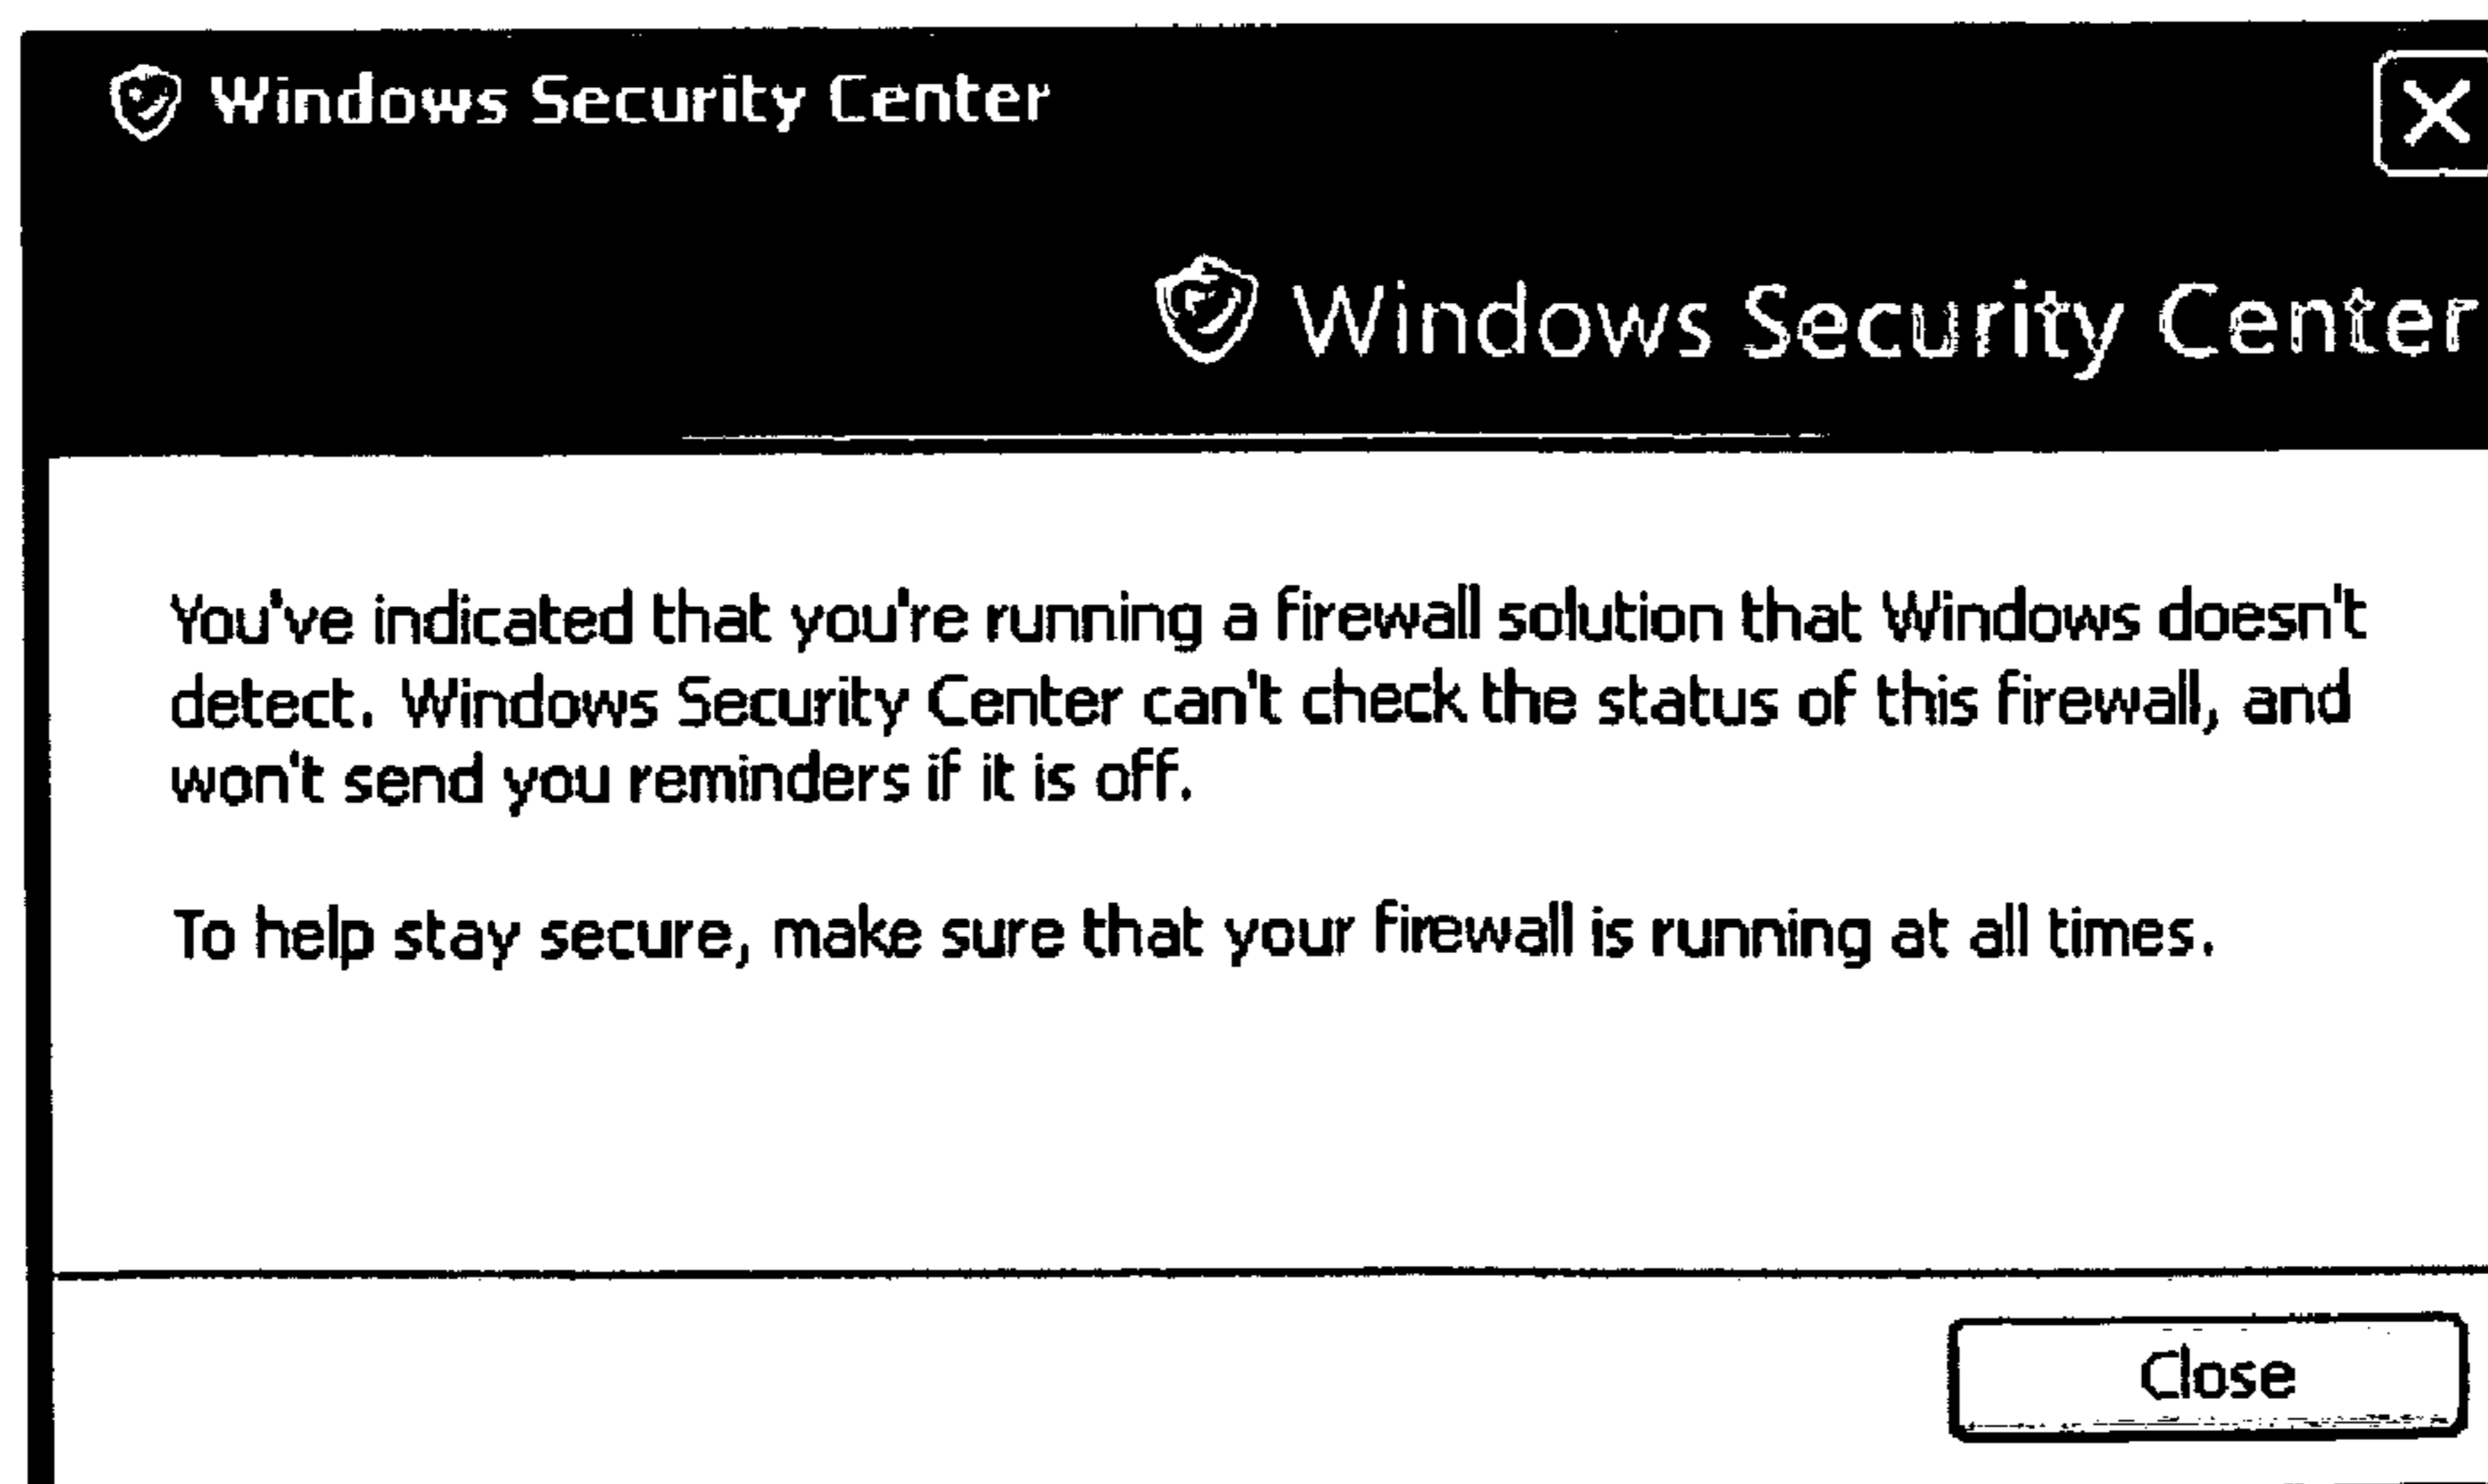 Windows Security Center
Windows Security Center
You've indicated that you're running a firewall solution that Windows doesn't
detect. Windows Security Center can't check the status of this firewall, and
won't send you reminders if it is off.
To help stay secure, make sure that your firewall is running at all times.
Close